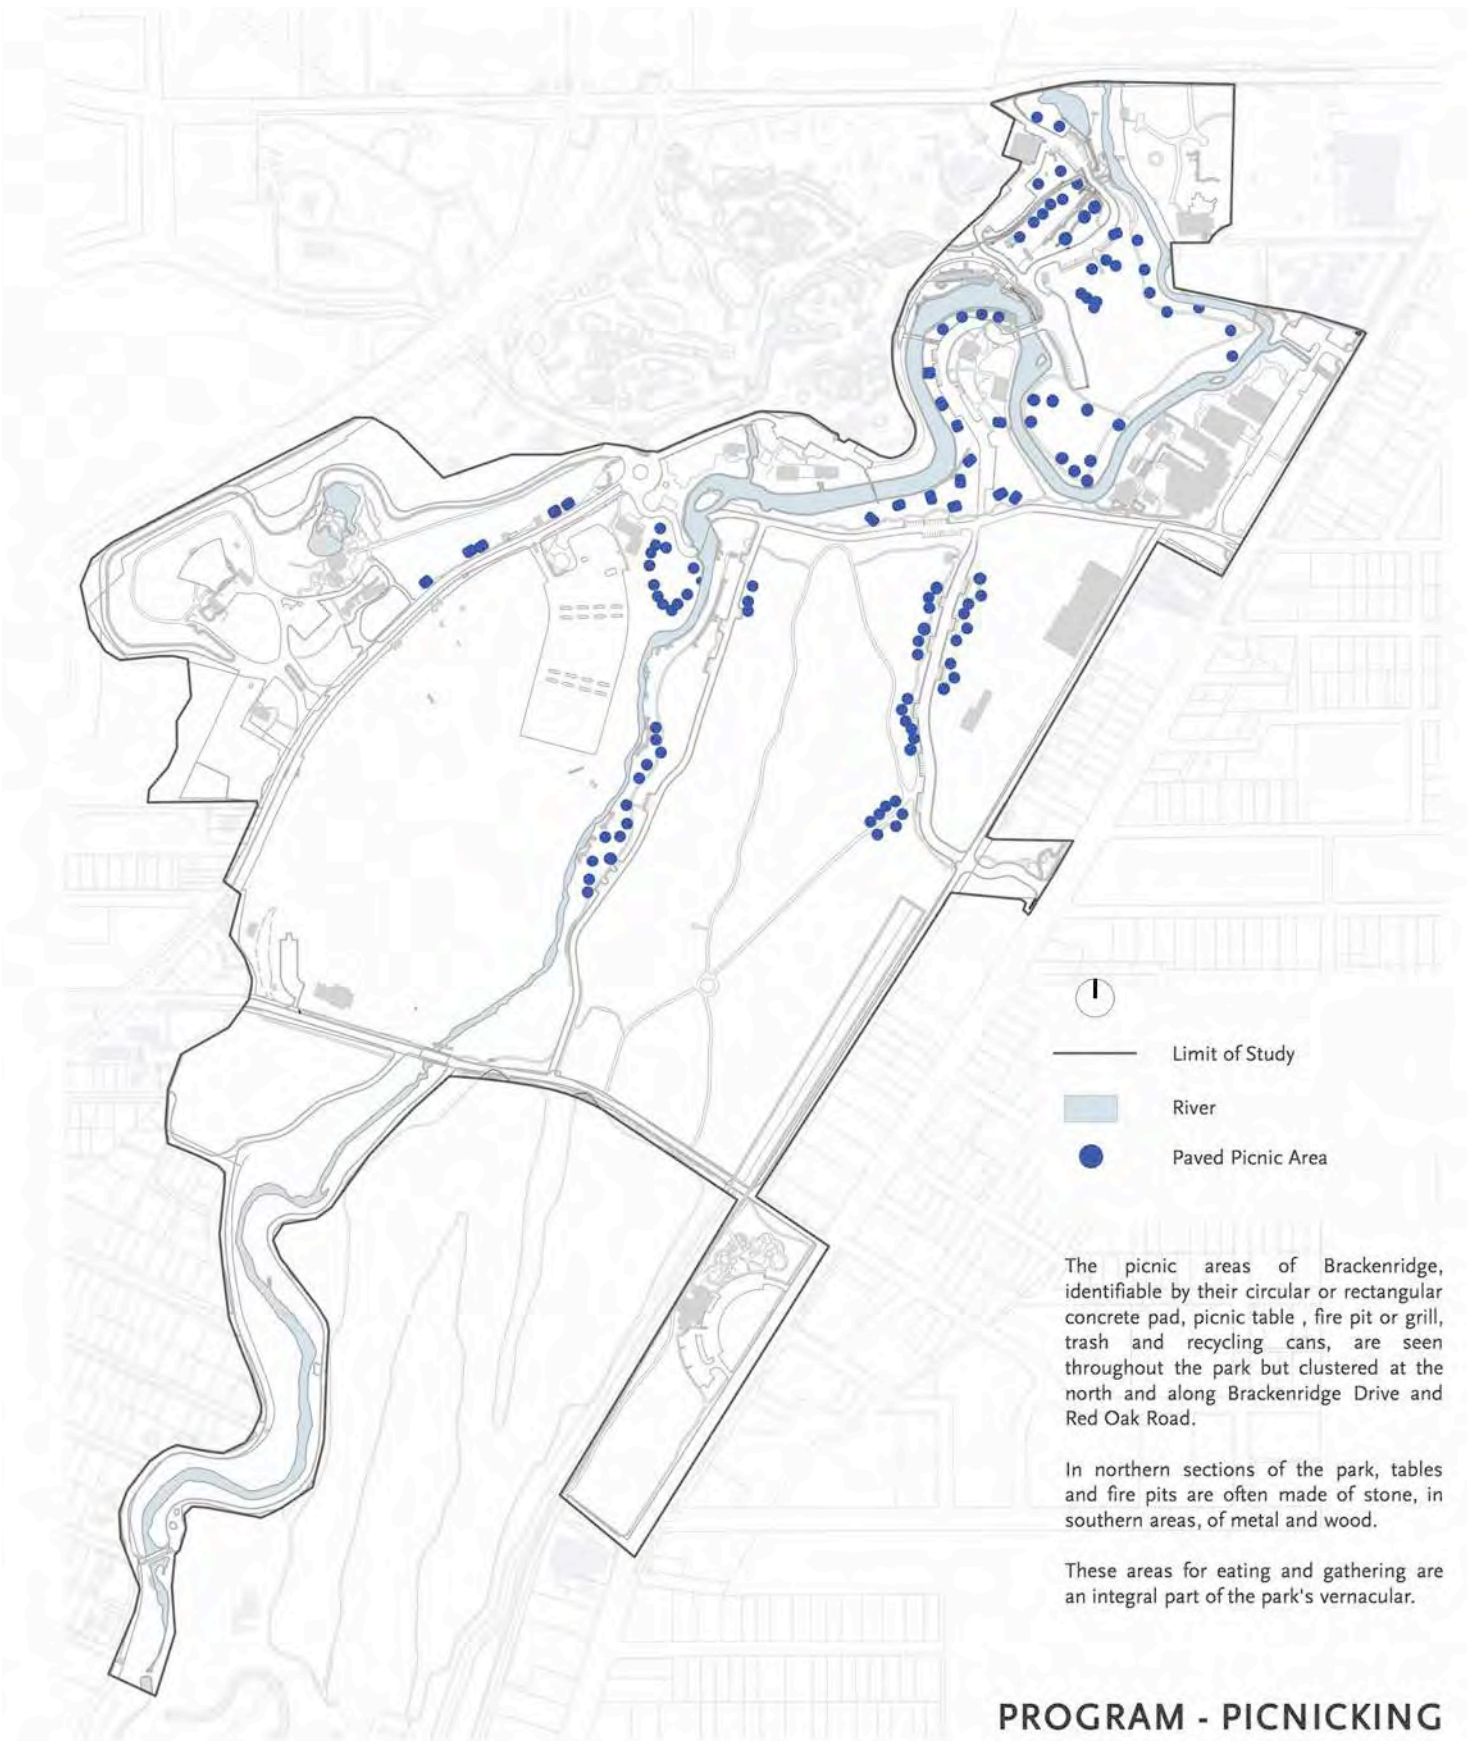 Limit of Study
River
Paved Picnic Area
The picnic areas of Brackenridge,
identifiable by their circular or rectangular
concrete pad, picnic table , fire pit or grill,
trash and recycling cans, are seen
throughout the park but clustered at the
north and along Brackenridge Drive and
Red Oak Road.
In northern sections of the park, tables
and fire pits are often made of stone, in
southern areas, of metal and wood.
These areas for eating and gathering are
an integral part of the park's vernacular.
PROGRAM - PICNICKING